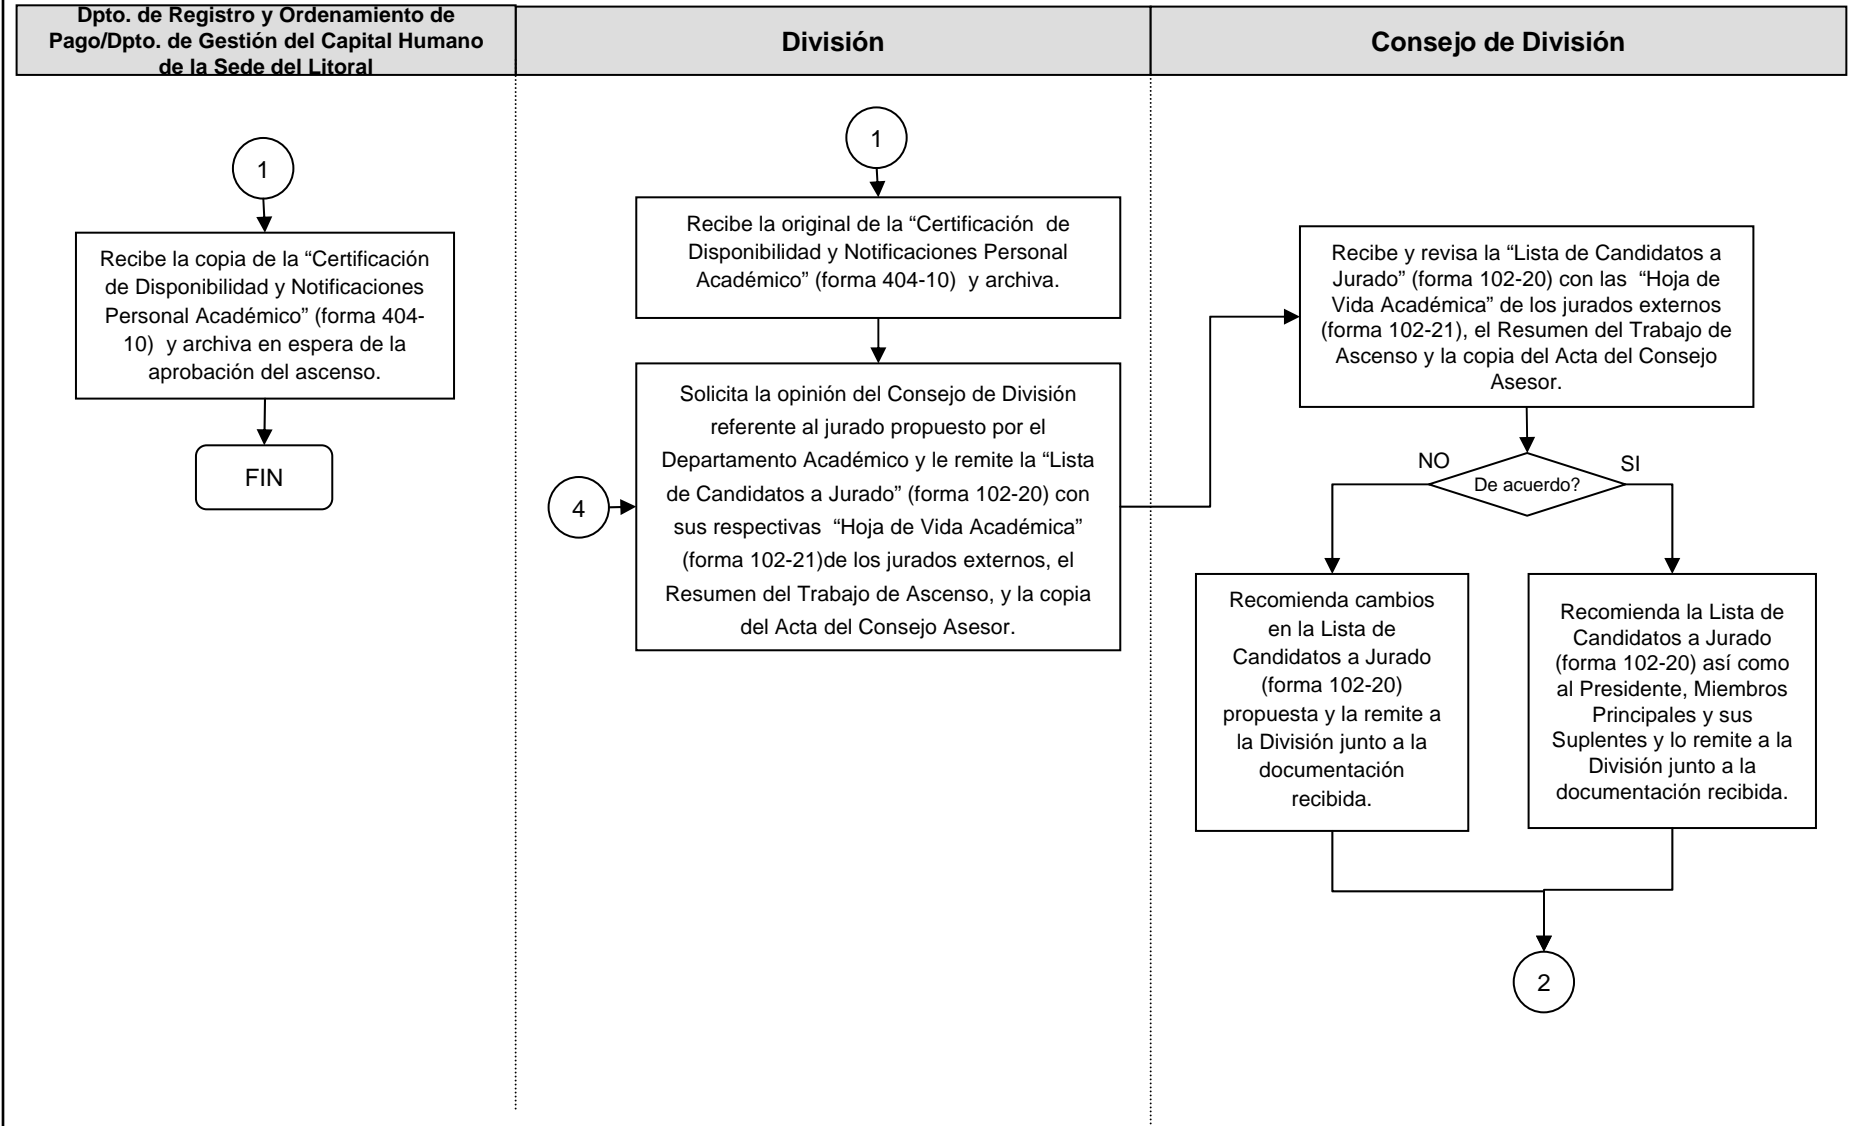 Dpto. de Registro y Ordenamiento de
Pago/Dpto. de Gestión del Capital Humano
de la Sede del Litoral
División
Consejo de División
1
Recibe la copia de la “Certificación
de Disponibilidad y Notificaciones
Personal Académico” (forma 404-
10) y archiva en espera de la
aprobación del ascenso.
FIN
1
Recibe la original de la “Certificación de
Disponibilidad y Notificaciones Personal
Académico” (forma 404-10) y archiva.
Solicita la opinión del Consejo de División
referente al jurado propuesto por el
Departamento Académico y le remite la “Lista
de Candidatos a Jurado” (forma 102-20) con
sus respectivas “Hoja de Vida Académica”
(forma 102-21)de los jurados externos, el
Resumen del Trabajo de Ascenso, y la copia
del Acta del Consejo Asesor.
4
Recibe y revisa la “Lista de Candidatos a
Jurado” (forma 102-20) con las “Hoja de
Vida Académica” de los jurados externos
(forma 102-21), el Resumen del Trabajo de
Ascenso y la copia del Acta del Consejo
Asesor.
NO
De acuerdo?
SI
Recomienda cambios
en la Lista de
Candidatos a Jurado
(forma 102-20)
propuesta y la remite a
la División junto a la
documentación
recibida.
Recomienda la Lista de
Candidatos a Jurado
(forma 102-20) así como
al Presidente, Miembros
Principales y sus
Suplentes y lo remite a la
División junto a la
documentación recibida.
2